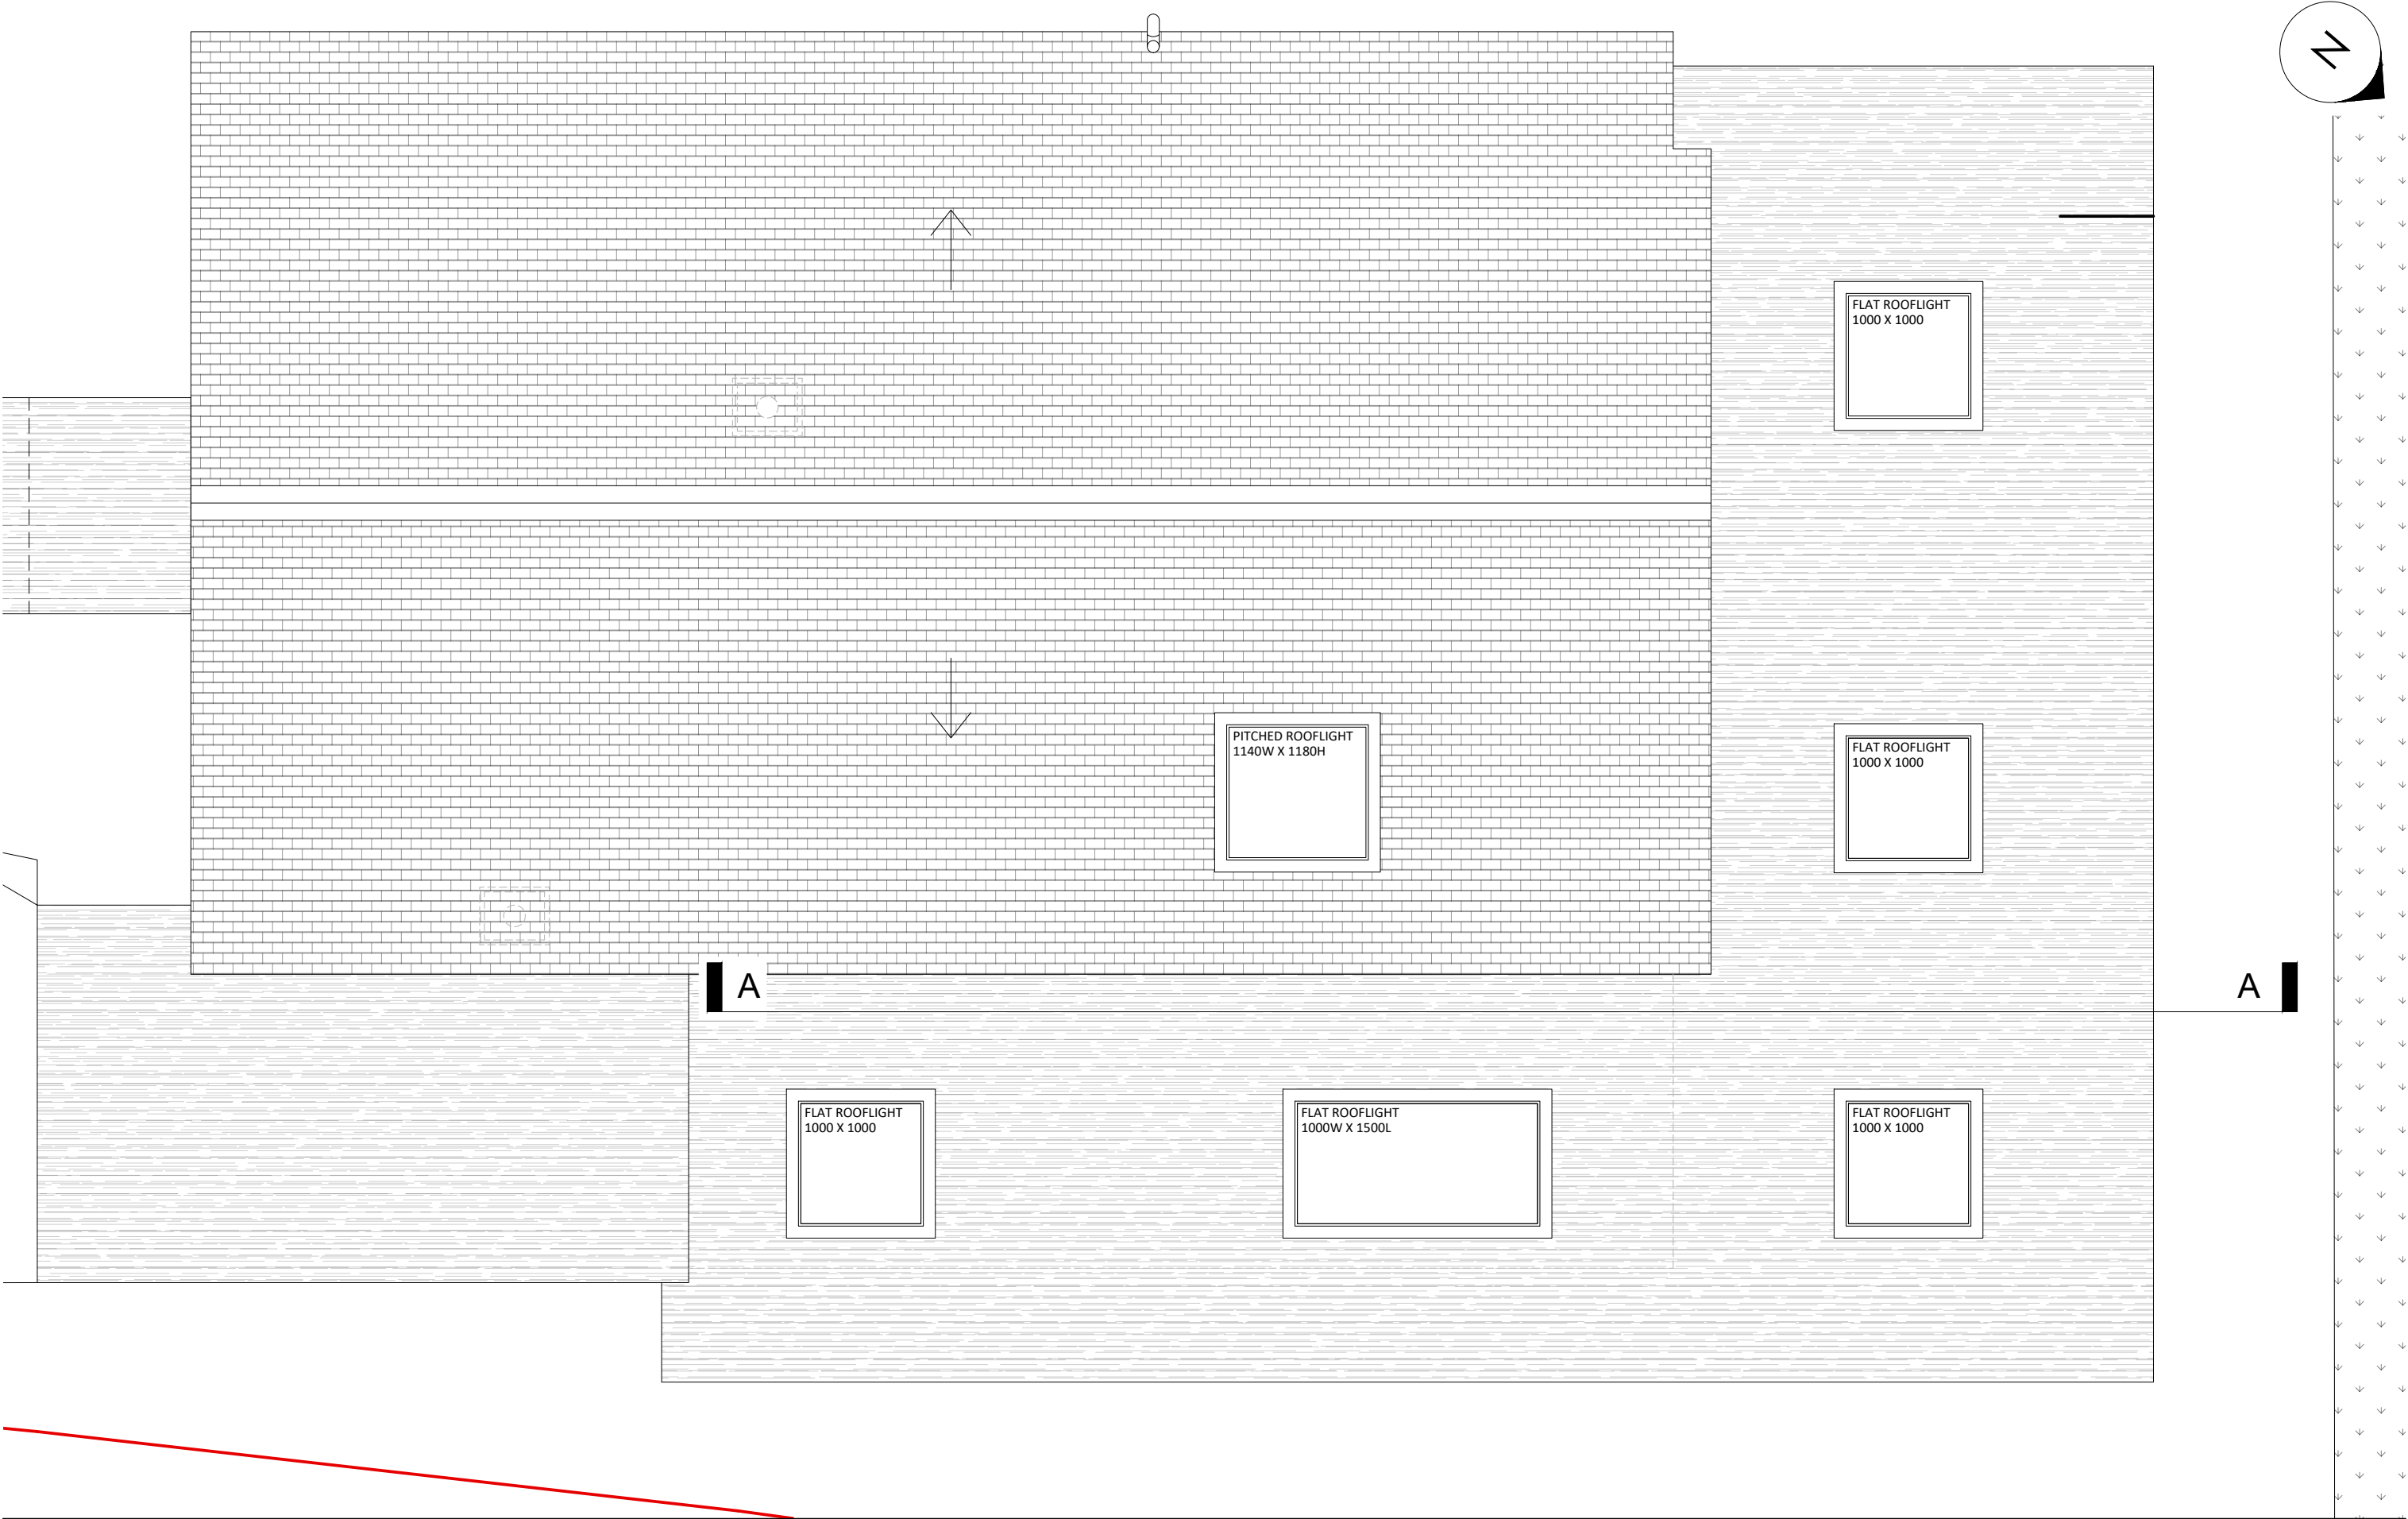 N
FLAT ROOFLIGHT
1000 X 1000
PITCHED ROOFLIGHT
1140W X 1180H
FLAT ROOFLIGHT
1000 X 1000
A
A
FLAT ROOFLIGHT
1000 X 1000
FLAT ROOFLIGHT
1000W X 1500L
FLAT ROOFLIGHT
1000 X 1000